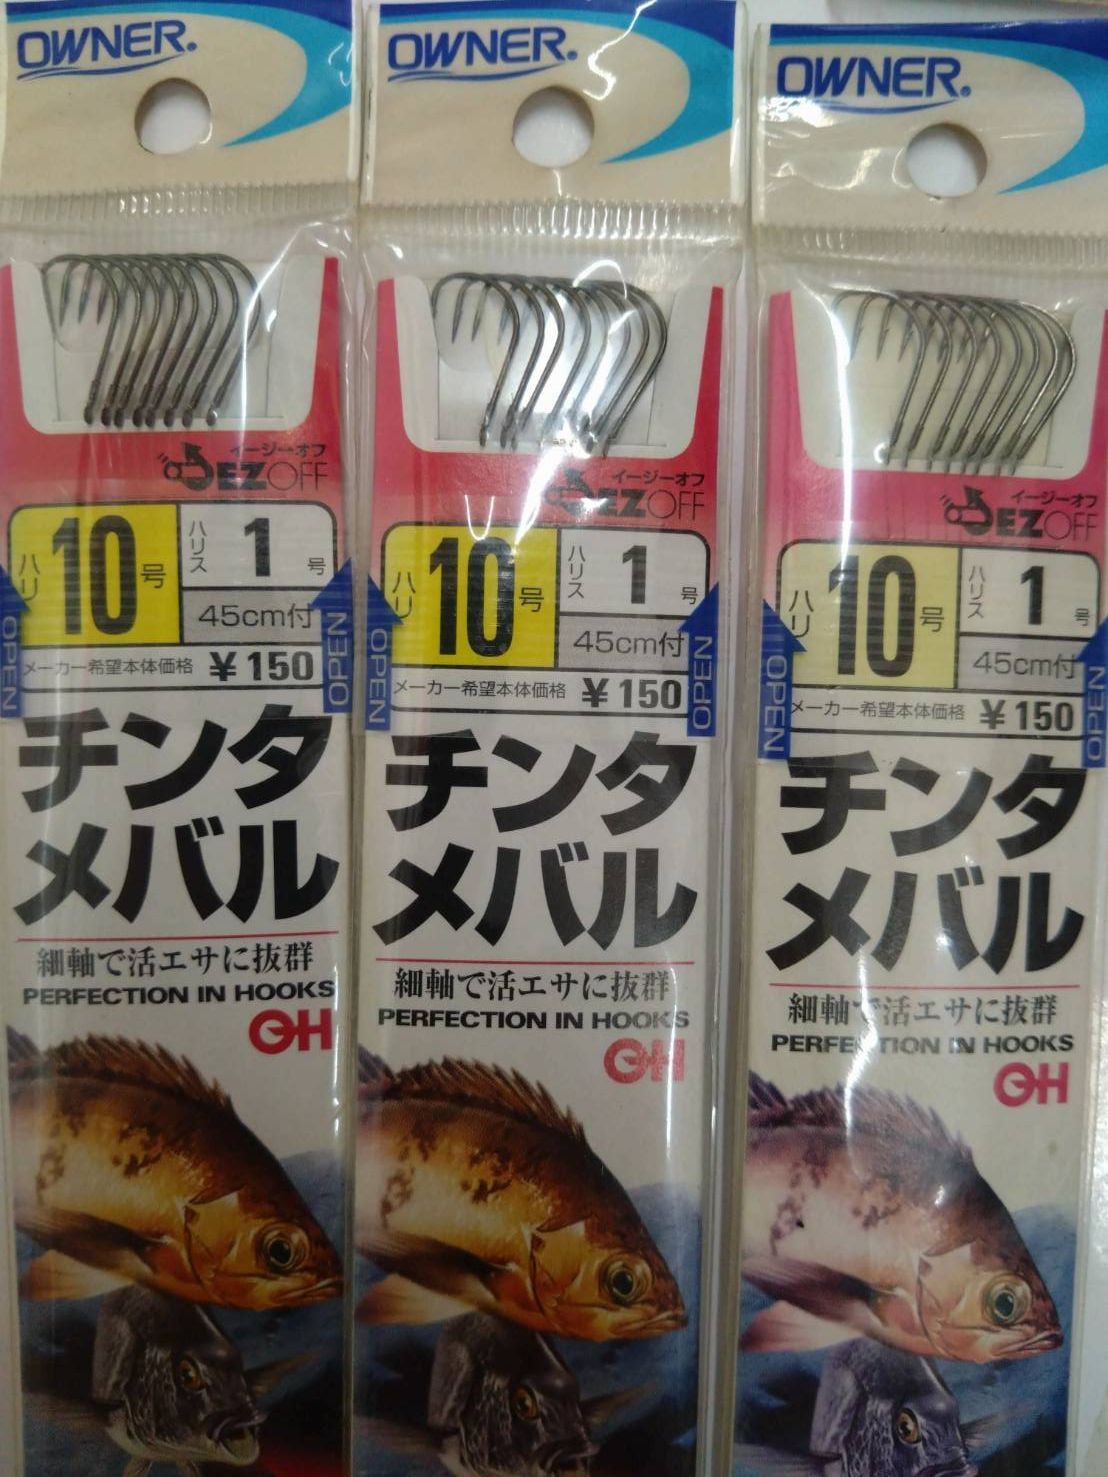 OWNER.
イージーオフ
EZOFF
ハリ 10号
ハリス 1号
45cm付
メーカー希望本体価格 ¥150
OPEN
OPEN
チンタ
メバル
細軸で活エサに抜群
PERFECTION IN HOOKS
OH
OWNER.
イージーオフ
EZOFF
ハリ 10号
ハリス 1号
45cm付
メーカー希望本体価格 ¥150
OPEN
OPEN
チンタ
メバル
細軸で活エサに抜群
PERFECTION IN HOOKS
OH
OWNER.
イージーオフ
EZOFF
ハリ 10号
ハリス 1号
45cm付
メーカー希望本体価格 ¥150
OPEN
OPEN
チンタ
メバル
細軸で活エサに抜群
PERFECTION IN HOOKS
OH